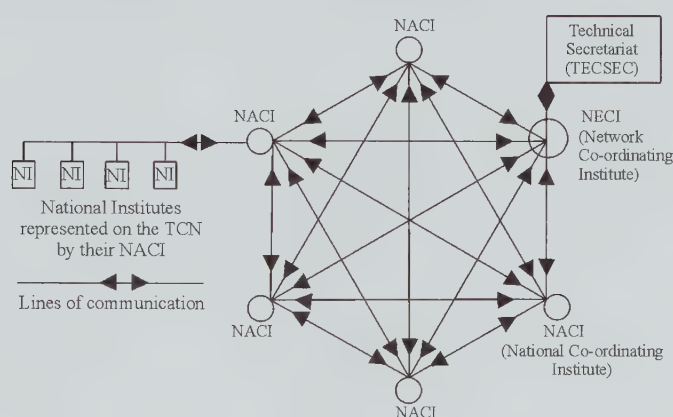 NACI
Technical
Secretariat
(TECSEC)
NACI
NECI
(Network
Co-ordinating
Institute)
NI NI NI NI
National Institutes
represented on the TCN
by their NACI
Lines of communication
NACI
NACI
(National Co-ordinating
Institute)
NACI